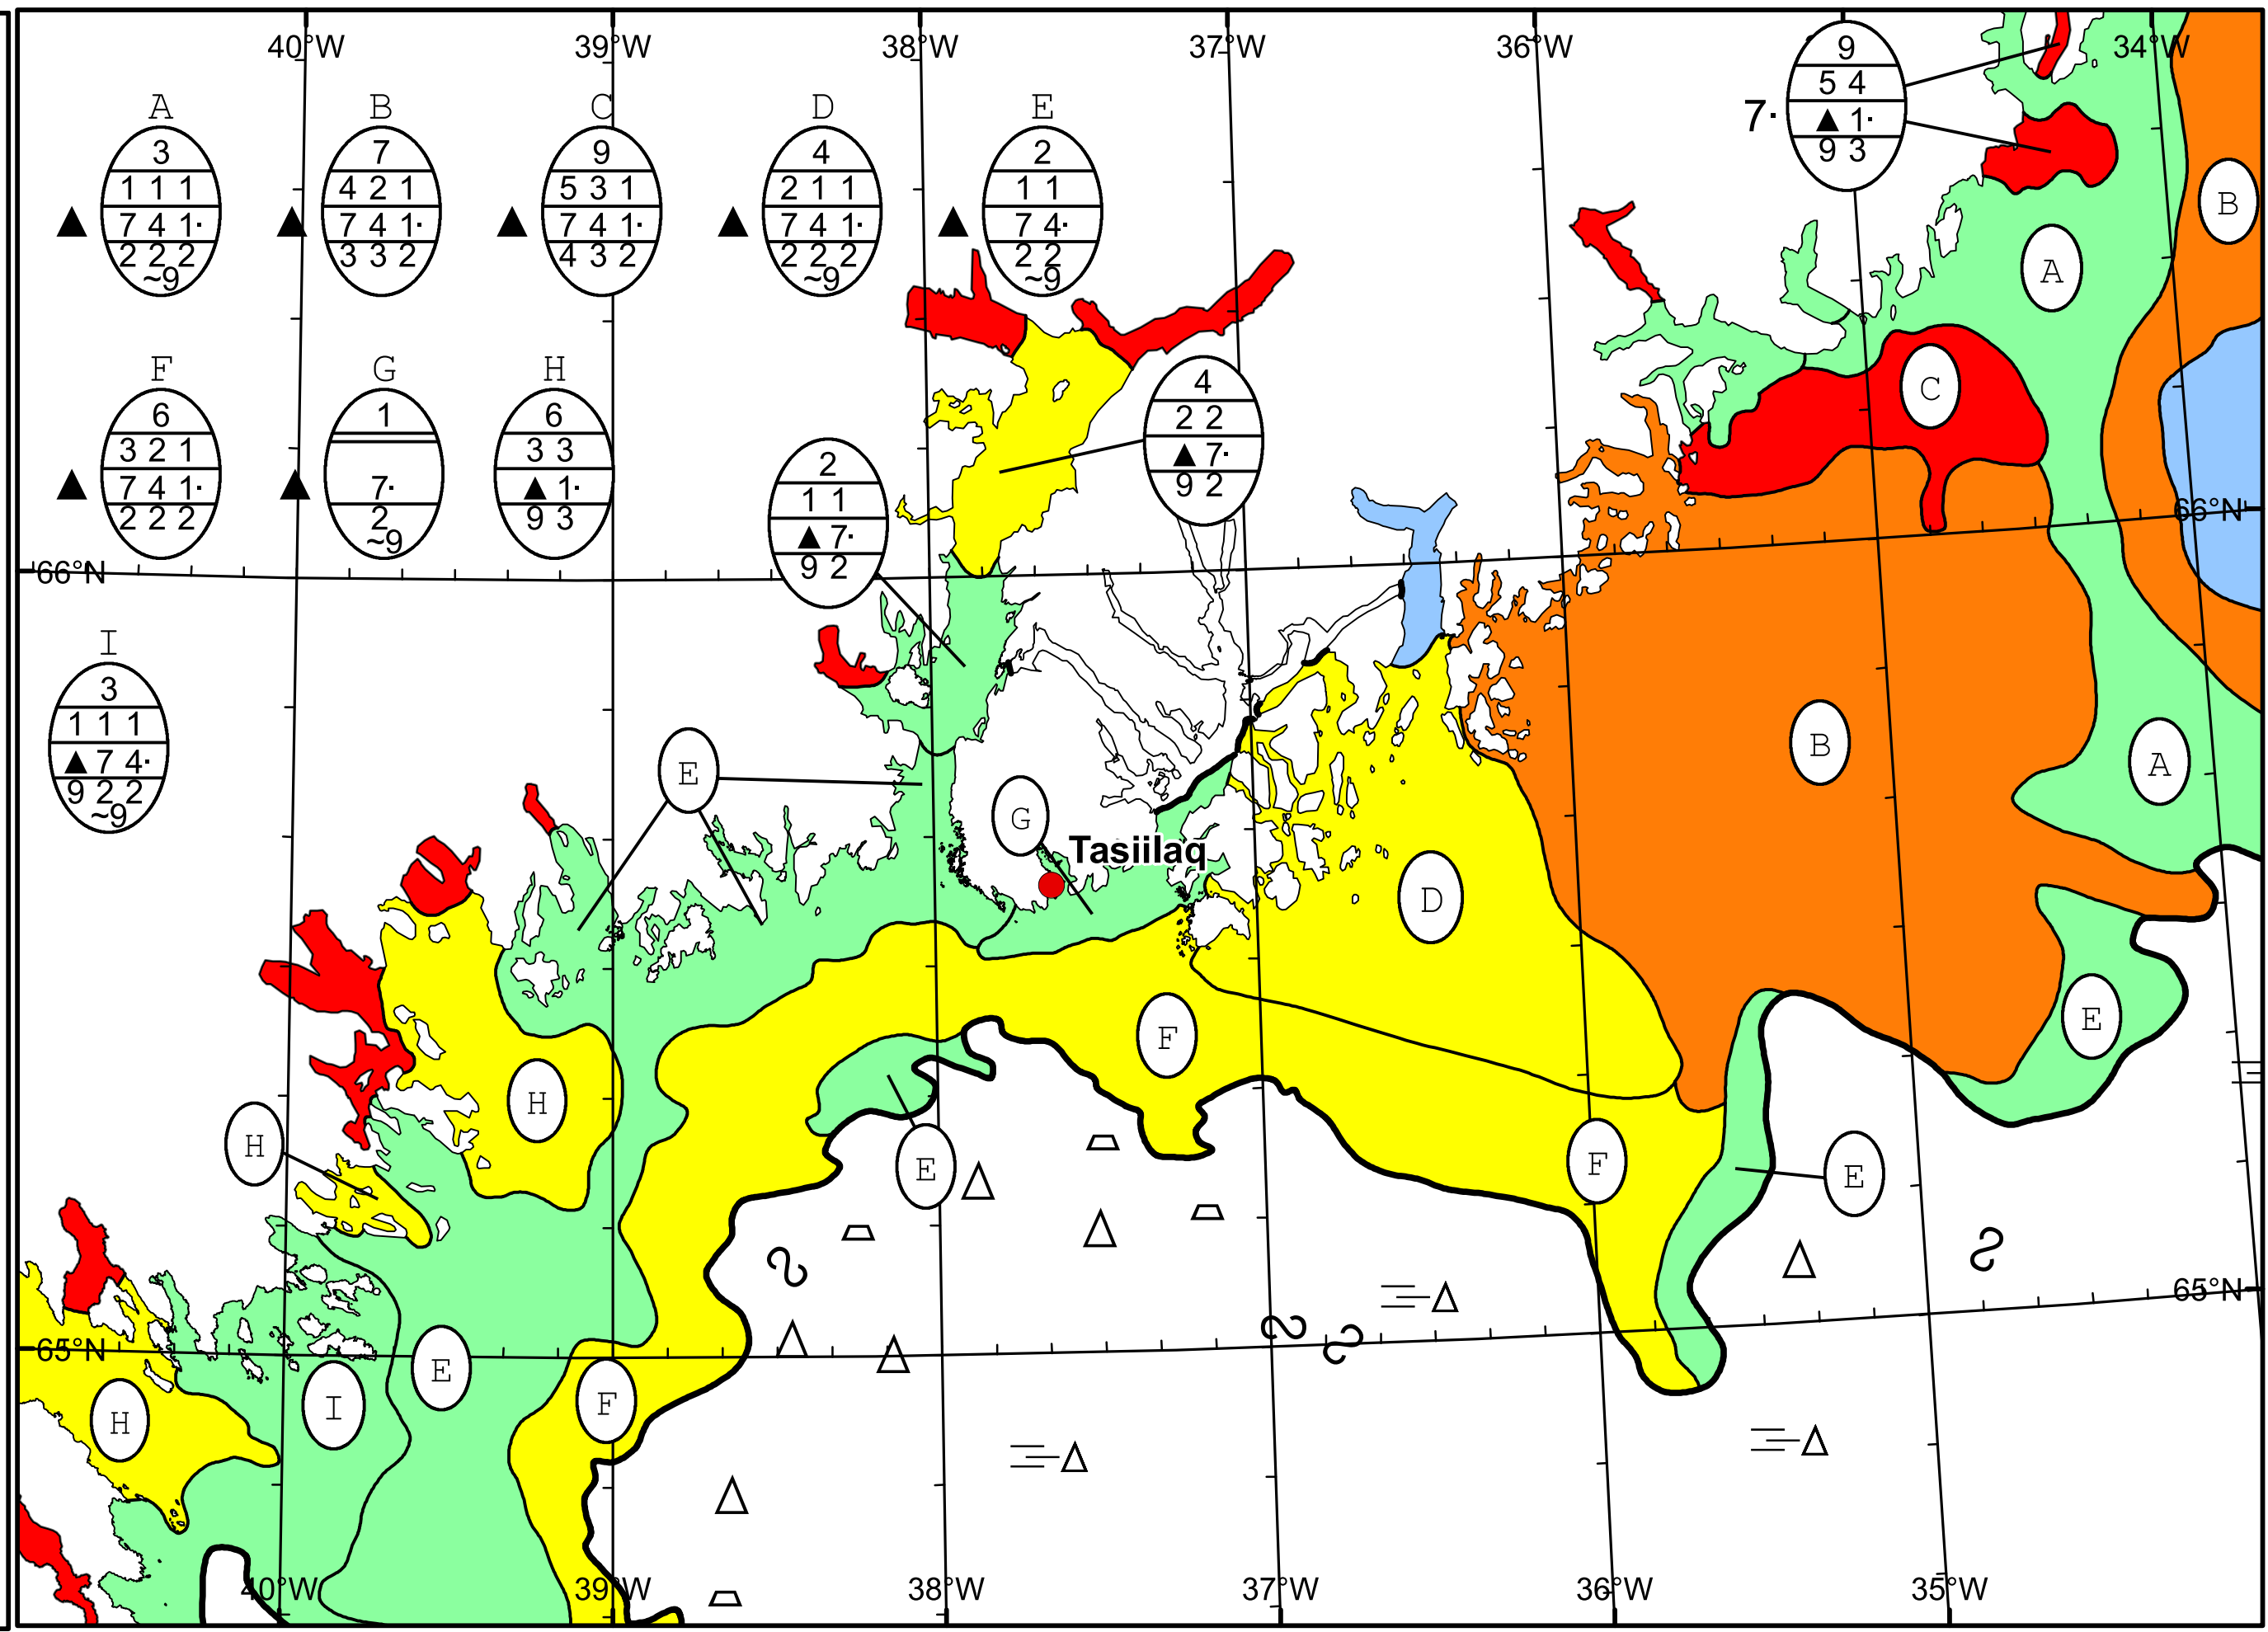 40°W 39°W 38°W 37°W 36°W 34°W
A B C D E
3 7 9 4 2
1 1 1 4 2 1 5 3 1 2 1 1 1 1
▲ 7 4 1· ▲ 7 4 1· ▲ 7 4 1· ▲ 7 4 1· ▲ 7 4·
2 2 2 3 3 2 4 3 2 2 2 2 2 2
~9 ~9 ~9
9
5 4
7· ▲ 1·
9 3
B
A
F G H
6 1 6
3 2 1 3 3
▲ 7 4 1· ▲ 7· ▲ 1·
2 2 2 2 9 3
~9
4
2 2
▲ 7·
9 2
C
2
1 1
▲ 7·
9 2
66°N 66°N
I
3
1 1 1
▲ 7 4·
9 2 2
~9
E B A
G
Tasiilaq
D
F E
H
H E F E
65°N 65°N
E
I F
H
40°W 39°W 38°W 37°W 36°W 35°W